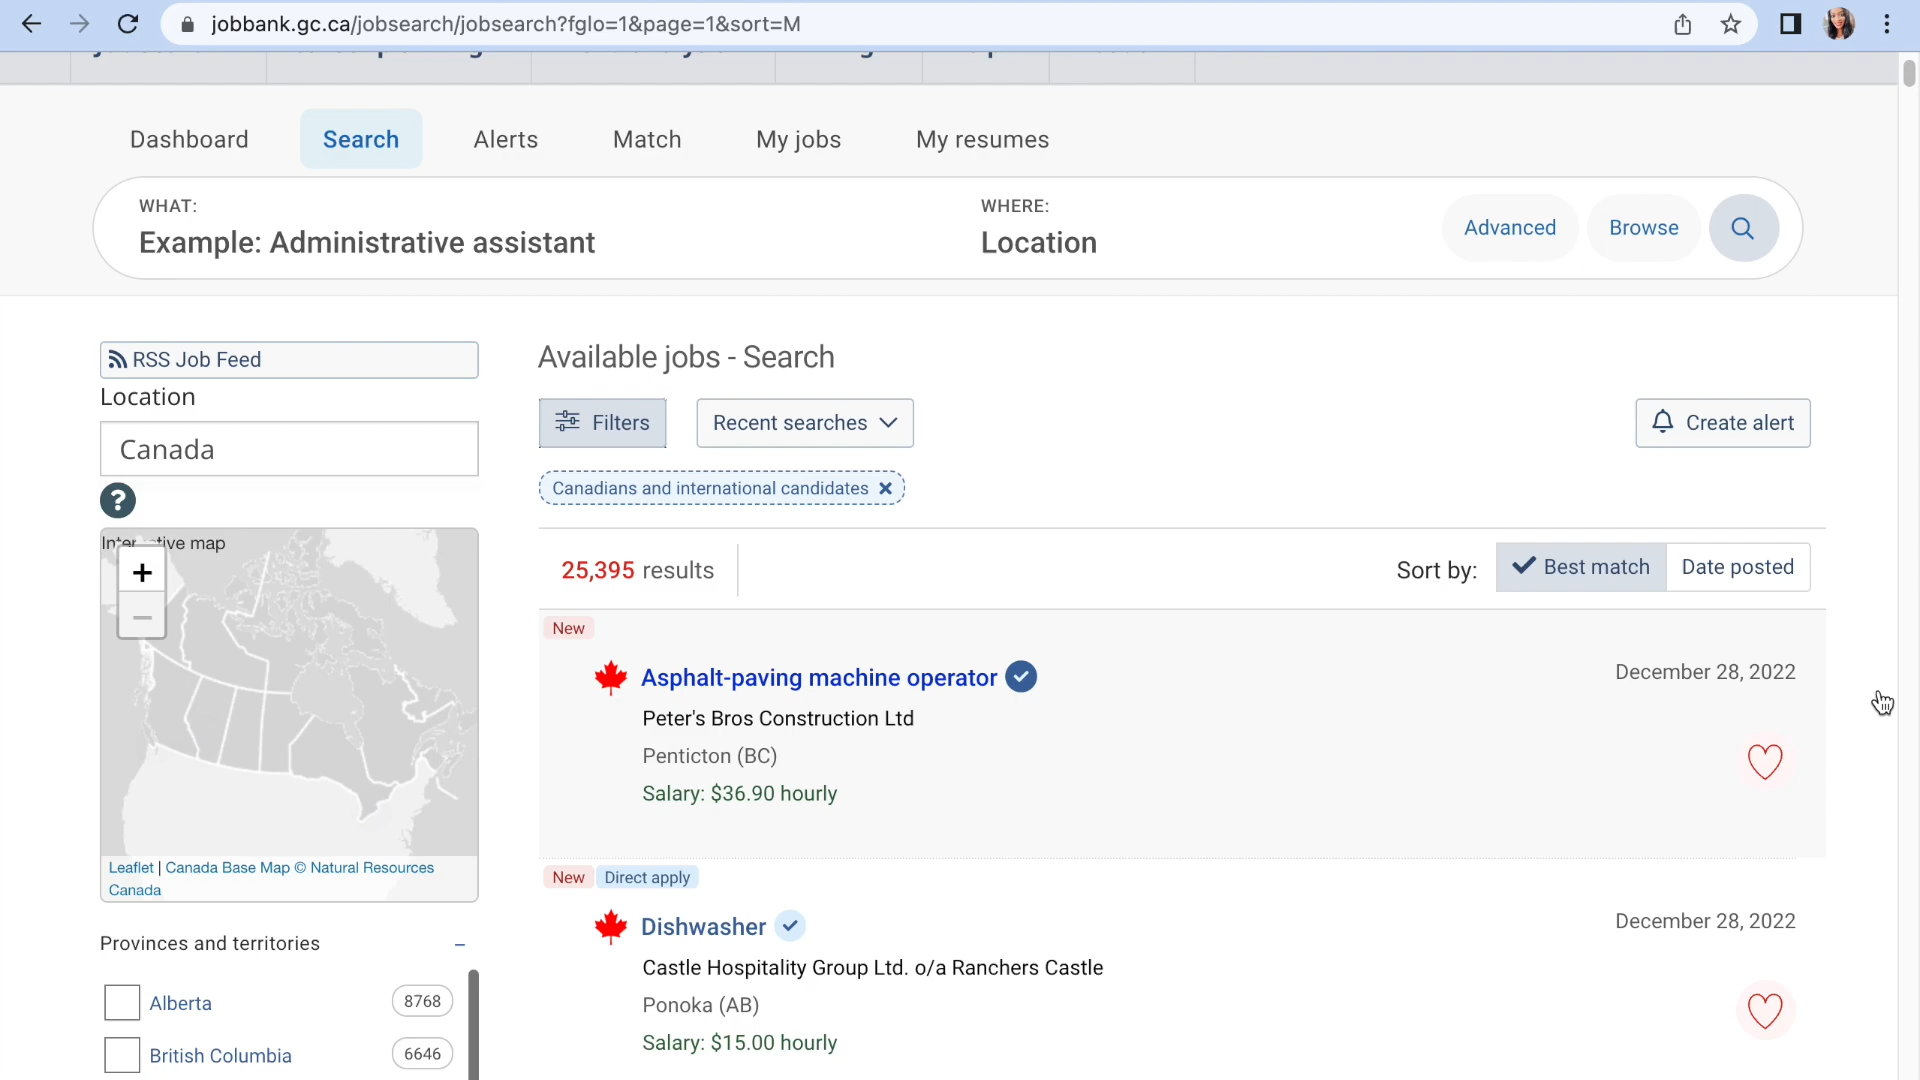 jobbank.gc.ca/jobsearch/jobsearch?fglo=1&page=1&sort=M
Dashboard
Search
Alerts
Match
My jobs
My resumes
WHAT:
Example: Administrative assistant
WHERE:
Location
Advanced
Browse
RSS Job Feed
Location
Canada
?
Interactive map
+
−
Leaflet | Canada Base Map © Natural Resources
Canada
Provinces and territories
−
Alberta 8768
British Columbia 6646
Available jobs - Search
Filters
Recent searches
Create alert
Canadians and international candidates ×
25,395 results
Sort by:
Best match
Date posted
New
Asphalt-paving machine operator
December 28, 2022
Peter's Bros Construction Ltd
Penticton (BC)
Salary: $36.90 hourly
New
Direct apply
Dishwasher
December 28, 2022
Castle Hospitality Group Ltd. o/a Ranchers Castle
Ponoka (AB)
Salary: $15.00 hourly